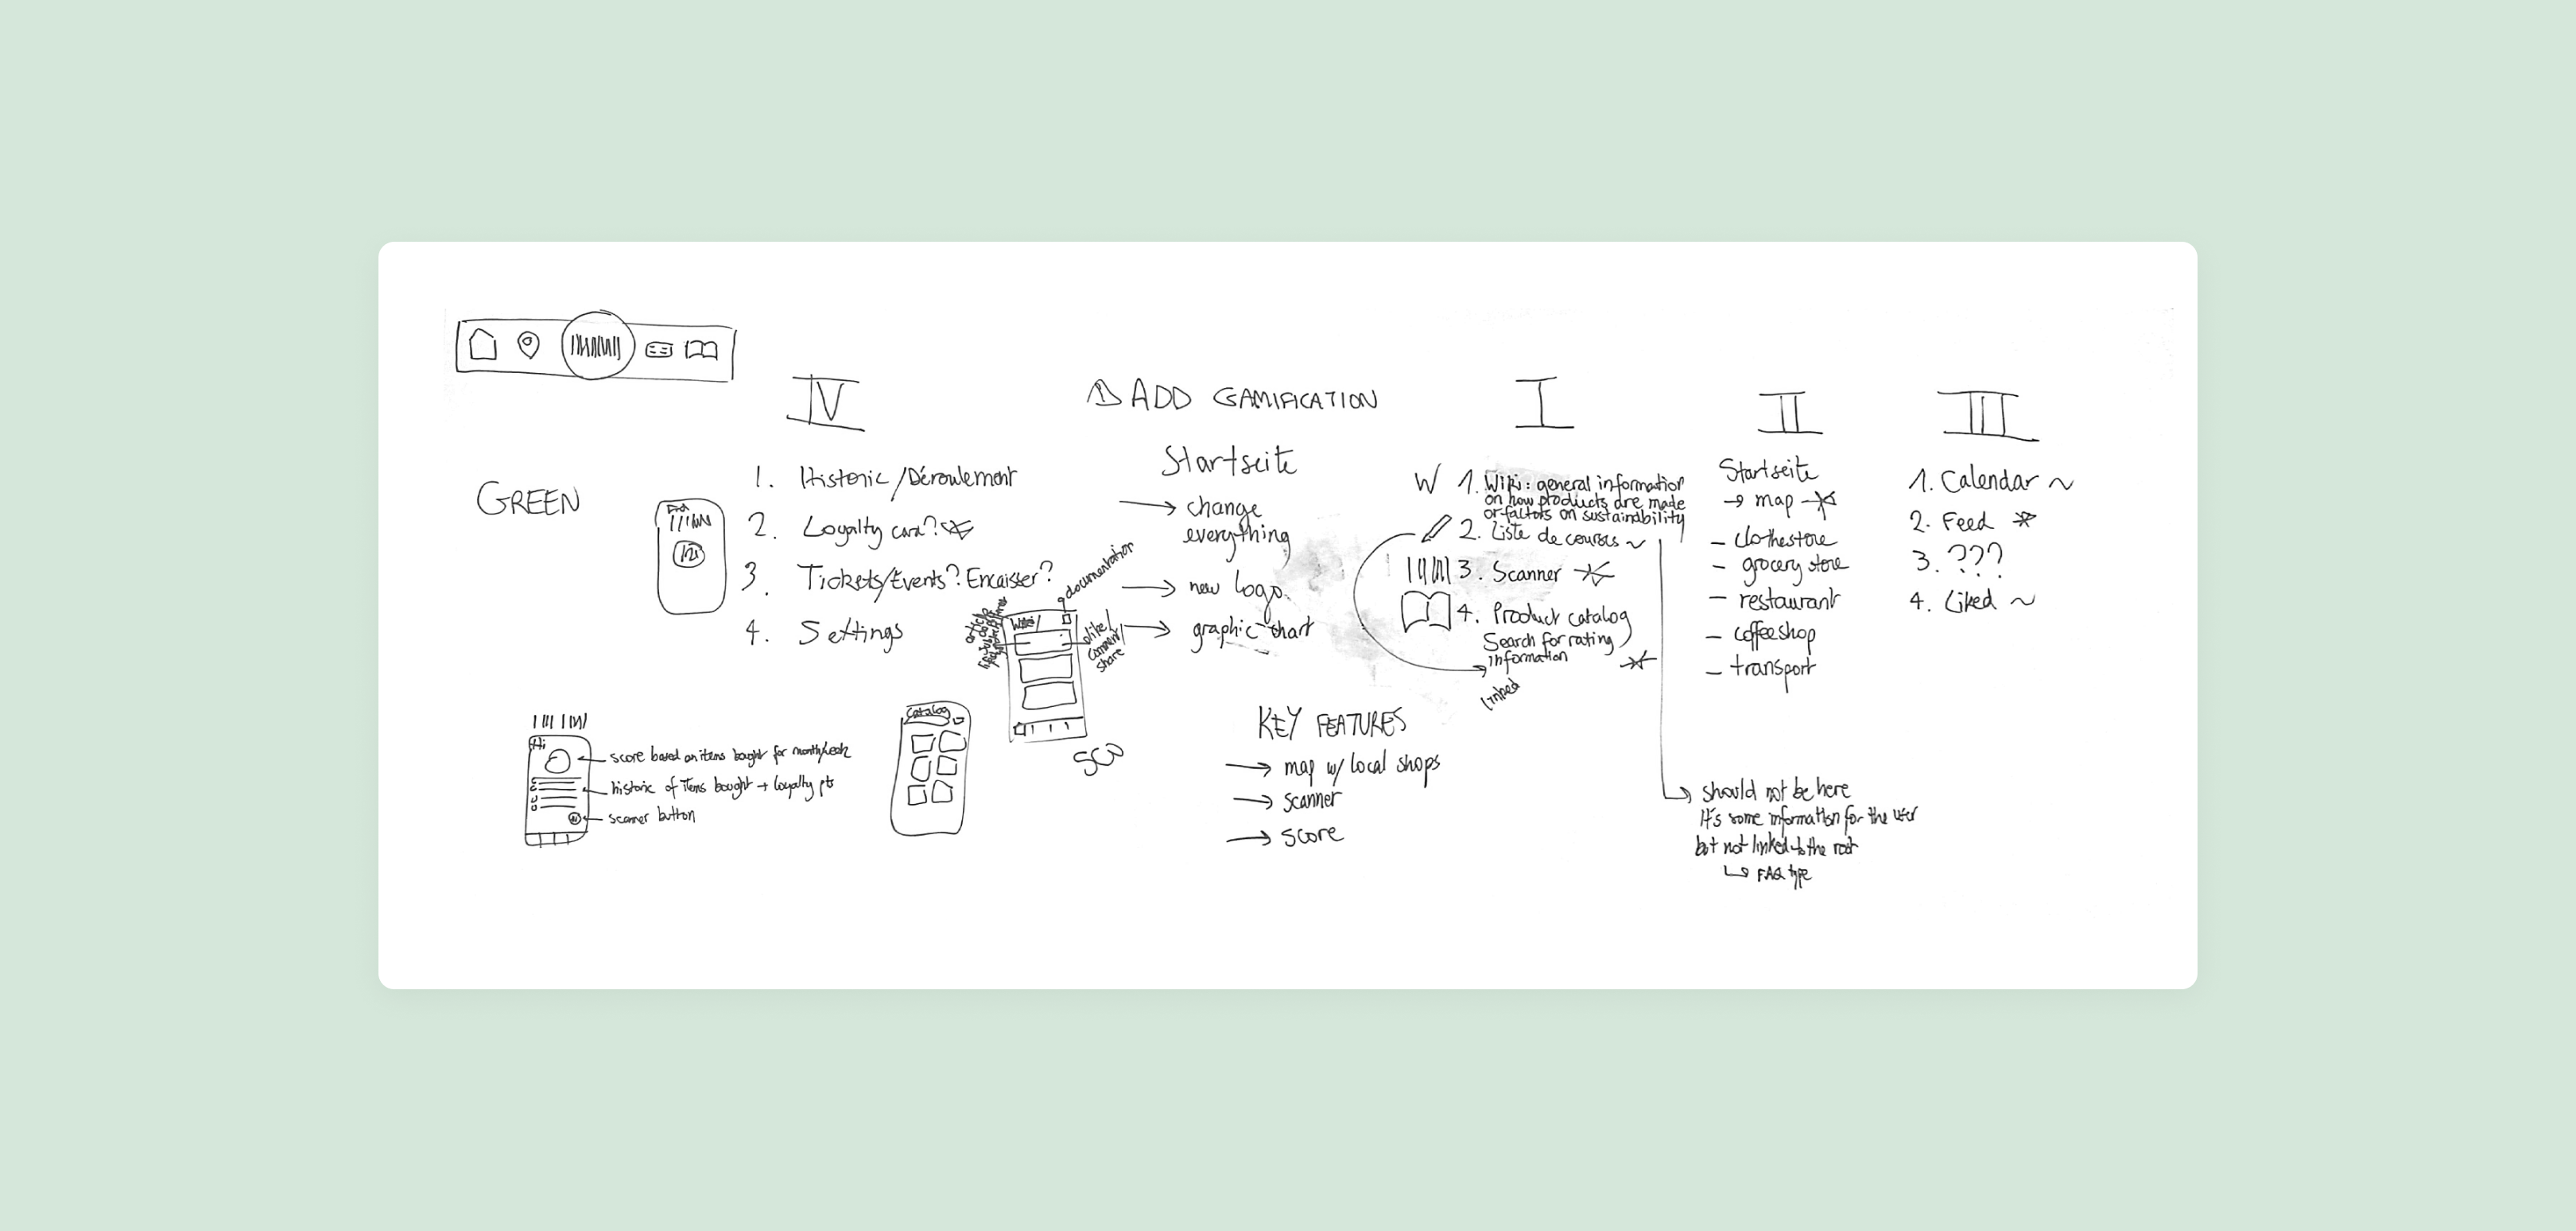 IV
1. Historic / Déroulement
2. Loyalty card?
3. Tickets/Events? Encaisser?
4. Settings
GREEN
ADD GAMIFICATION
Startseite
→ change
everything
→ new logo
→ graphic chart
documentation
Wiki
like/
comment/
share
Catalog
Hi
score based on items bought for month/week
historic of items bought → loyalty pts
scanner button
KEY FEATURES
→ map w/ local shops
→ scanner
→ score
I
W 1. Wiki: general information
on how products are made
or factors on sustainability
2. Liste de courses ~
3. Scanner
4. Product catalog
Search for rating
information
linked
II
Startseite
→ map
- clothestore
- grocery store
- restaurant
- coffeeshop
- transport
should not be here
It's some information for the user
but not linked to the rest
↳ FAQ type
III
1. Calendar ~
2. Feed
3. ???
4. Liked ~